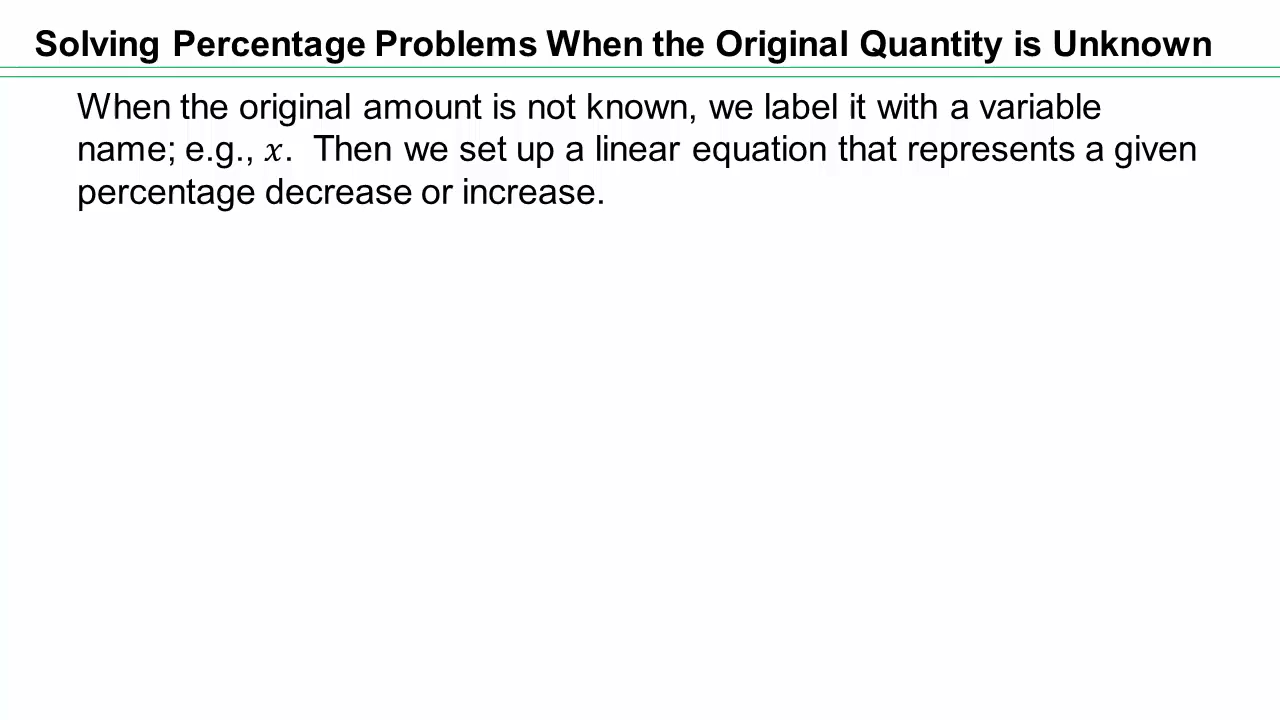 Solving Percentage Problems When the Original Quantity is Unknown
When the original amount is not known, we label it with a variable
name; e.g., 𝑥.  Then we set up a linear equation that represents a given
percentage decrease or increase.